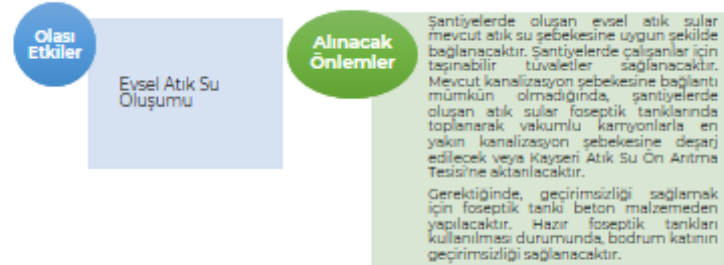 Olası
Etkiler
Evsel Atık Su
Oluşumu
Alınacak
Önlemler
Şantiyelerde oluşan evsel atık sular
mevcut atık su şebekesine uygun şekilde
bağlanacaktır. Şantiyelerde çalışanlar için
taşınabilir tuvaletler sağlanacaktır.
Mevcut kanalizasyon şebekesine bağlantı
mümkün olmadığında, şantiyelerde
oluşan atık sular foseptik tanklarında
toplanarak vakumlu kamyonlarla en
yakın kanalizasyon şebekesine deşarj
edilecek veya Kayseri Atık Su Ön Arıtma
Tesisi'ne aktarılacaktır.
Gerektiğinde, geçirimsizliği sağlamak
için foseptik tanki beton malzemeden
yapılacaktır. Hazır foseptik tankları
kullanılması durumunda, bodrum katının
geçirimsizliği sağlanacaktır.